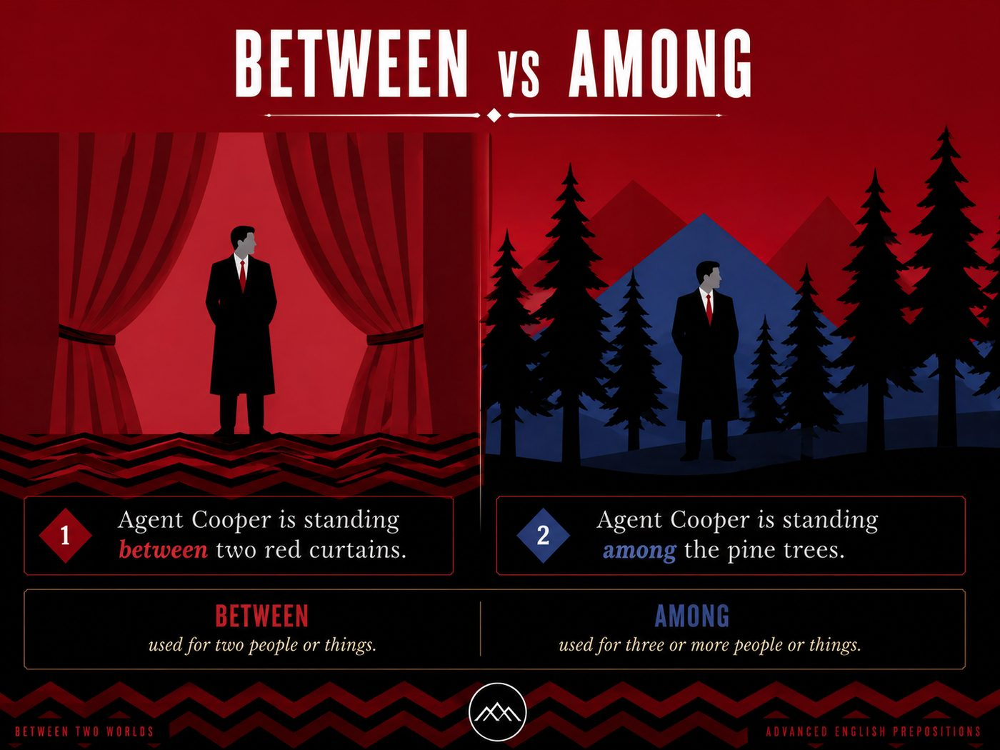 BETWEEN VS AMONG
1
Agent Cooper is standing
between two red curtains.
2
Agent Cooper is standing
among the pine trees.
BETWEEN
used for two people or things.
AMONG
used for three or more people or things.
BETWEEN TWO WORLDS
ADVANCED ENGLISH PREPOSITIONS